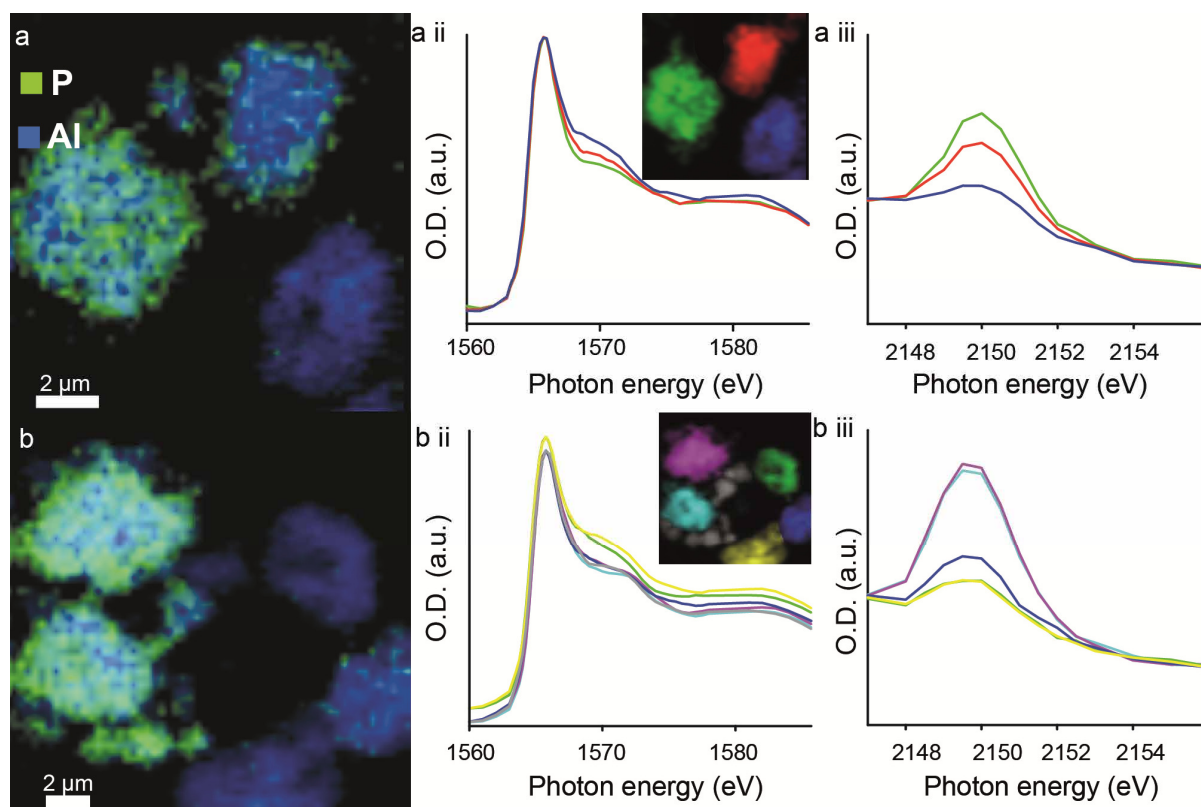 a
P
Al
2 µm
a ii
O.D. (a.u.)
1560 1570 1580
Photon energy (eV)
a iii
O.D. (a.u.)
2148 2150 2152 2154
Photon energy (eV)
b
2 µm
b ii
O.D. (a.u.)
1560 1570 1580
Photon energy (eV)
b iii
O.D. (a.u.)
2148 2150 2152 2154
Photon energy (eV)